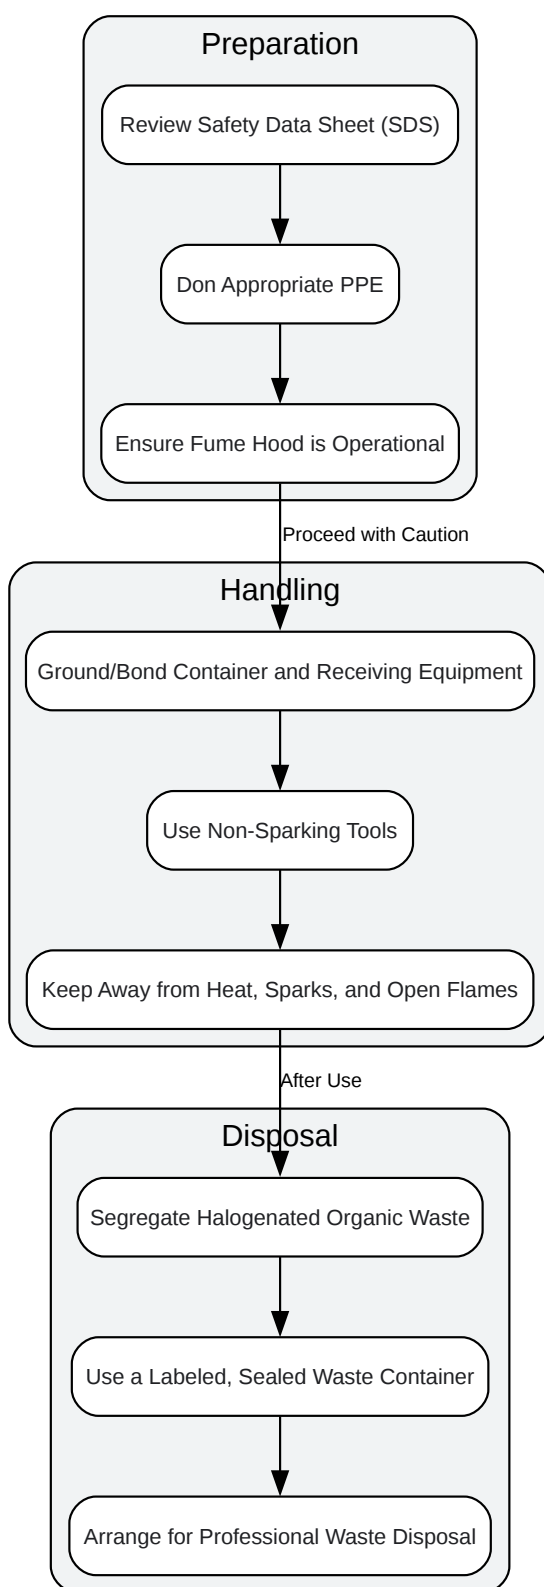 Preparation
Review Safety Data Sheet (SDS)
Don Appropriate PPE
Ensure Fume Hood is Operational
Proceed with Caution
Handling
Ground/Bond Container and Receiving Equipment
Use Non-Sparking Tools
Keep Away from Heat, Sparks, and Open Flames
After Use
Disposal
Segregate Halogenated Organic Waste
Use a Labeled, Sealed Waste Container
Arrange for Professional Waste Disposal